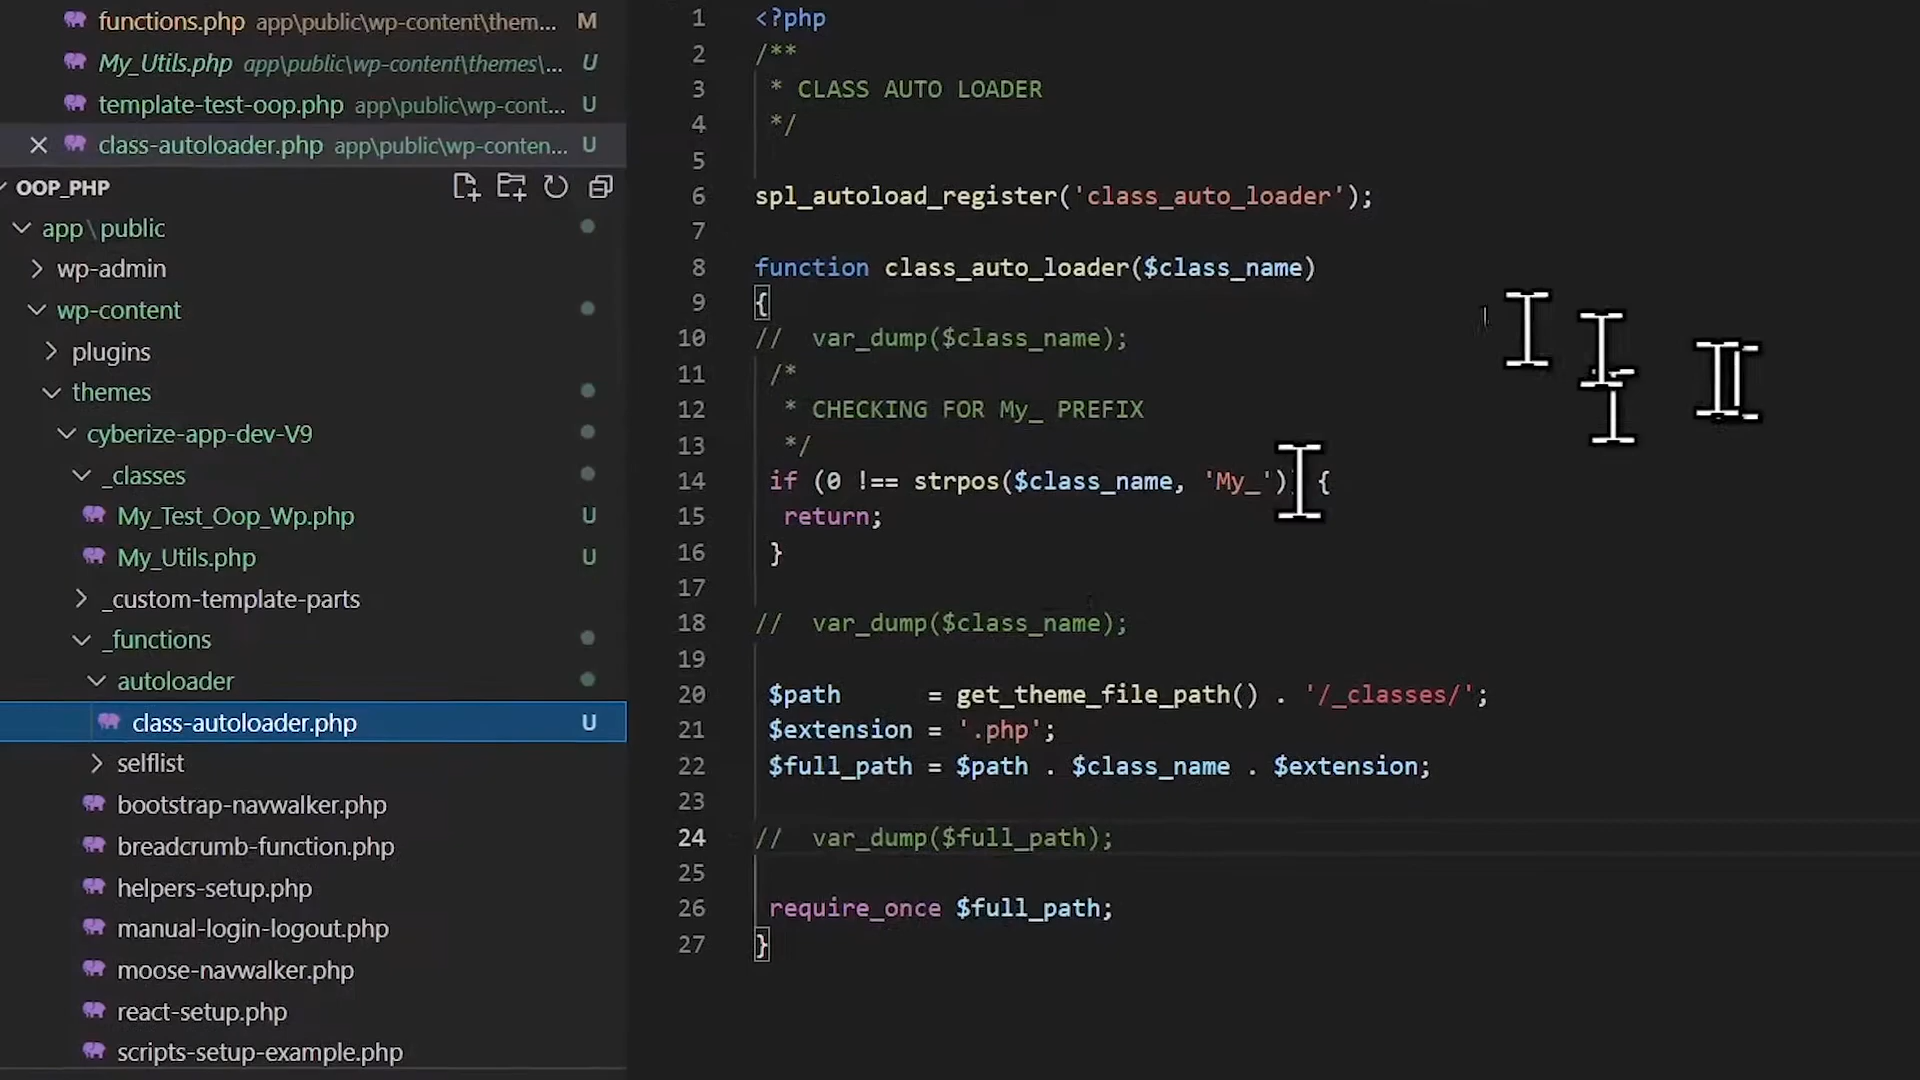 functions.php app\public\wp-content\them... M
My_Utils.php app\public\wp-content\themes\... U
template-test-oop.php app\public\wp-cont... U
class-autoloader.php app\public\wp-conten... U
OOP_PHP
app\public
wp-admin
wp-content
plugins
themes
cyberize-app-dev-V9
_classes
My_Test_Oop_Wp.php U
My_Utils.php U
_custom-template-parts
_functions
autoloader
class-autoloader.php U
selflist
bootstrap-navwalker.php
breadcrumb-function.php
helpers-setup.php
manual-login-logout.php
moose-navwalker.php
react-setup.php
scripts-setup-example.php
1 <?php
2 /**
3 * CLASS AUTO LOADER
4 */
5
6 spl_autoload_register('class_auto_loader');
7
8 function class_auto_loader($class_name)
9 {
10 // var_dump($class_name);
11 /*
12 * CHECKING FOR My_ PREFIX
13 */
14 if (0 !== strpos($class_name, 'My_')) {
15 return;
16 }
17
18 // var_dump($class_name);
19
20 $path = get_theme_file_path() . '/_classes/';
21 $extension = '.php';
22 $full_path = $path . $class_name . $extension;
23
24 // var_dump($full_path);
25
26 require_once $full_path;
27 }